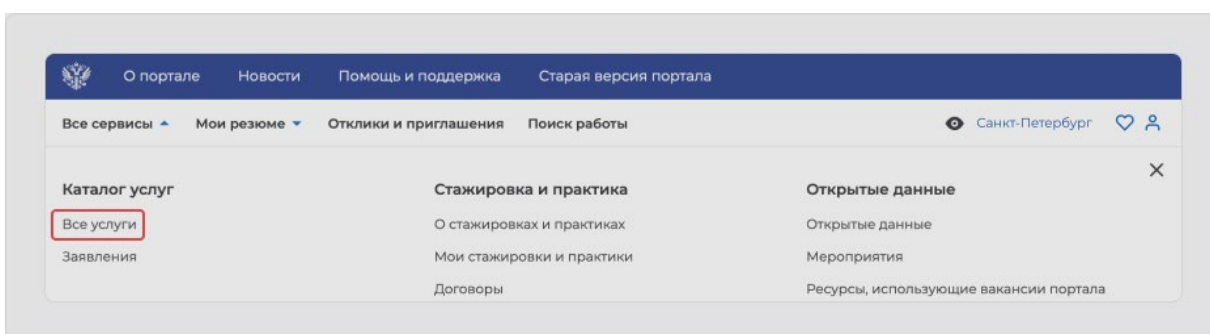 О портале Новости Помощь и поддержка Старая версия портала
Все сервисы Мои резюме Отклики и приглашения Поиск работы Санкт-Петербург
Каталог услуг Стажировка и практика Открытые данные
Все услуги О стажировках и практиках Открытые данные
Заявления Мои стажировки и практики Мероприятия
Договоры Ресурсы, использующие вакансии портала